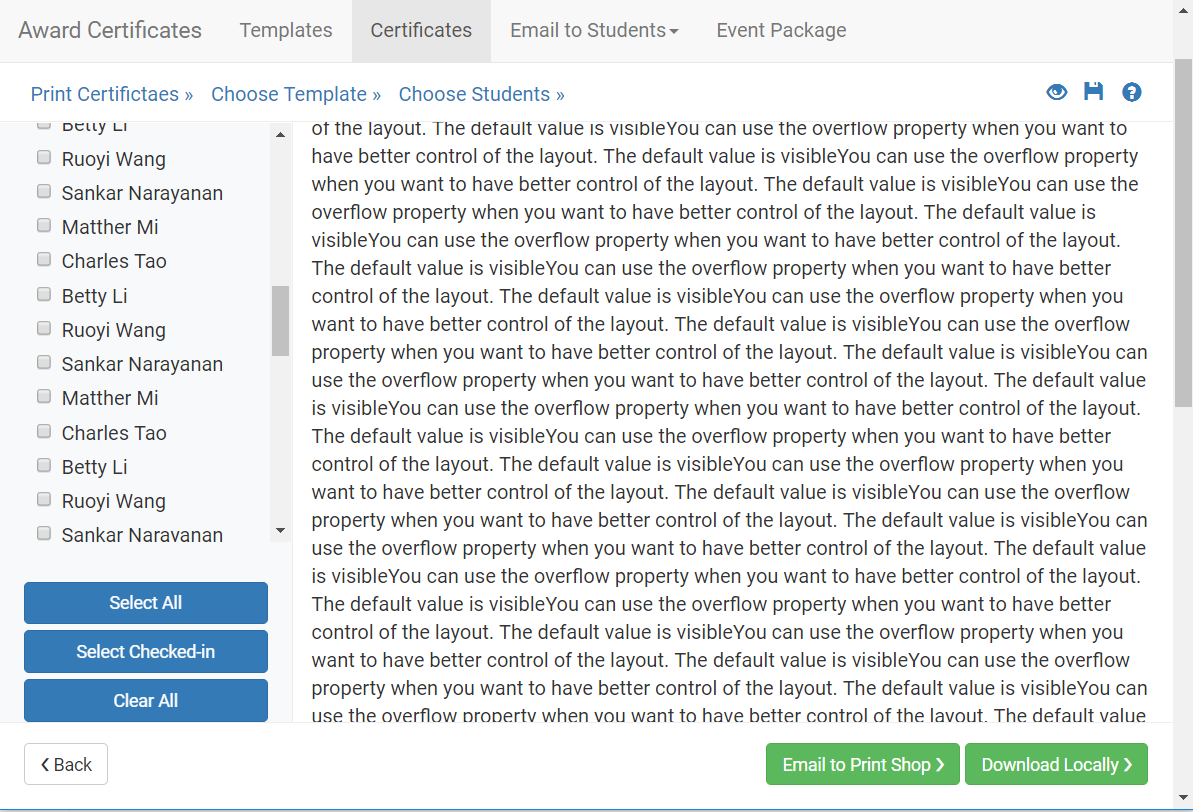 Award Certificates Templates Certificates Email to Students Event Package
Print Certifictaes » Choose Template » Choose Students »
Betty Li
Ruoyi Wang
Sankar Narayanan
Matther Mi
Charles Tao
Betty Li
Ruoyi Wang
Sankar Narayanan
Matther Mi
Charles Tao
Betty Li
Ruoyi Wang
Sankar Narayanan
Select All
Select Checked-in
Clear All
of the layout. The default value is visibleYou can use the overflow property when you want to
have better control of the layout. The default value is visibleYou can use the overflow property
when you want to have better control of the layout. The default value is visibleYou can use the
overflow property when you want to have better control of the layout. The default value is
visibleYou can use the overflow property when you want to have better control of the layout.
The default value is visibleYou can use the overflow property when you want to have better
control of the layout. The default value is visibleYou can use the overflow property when you
want to have better control of the layout. The default value is visibleYou can use the overflow
property when you want to have better control of the layout. The default value is visibleYou can
use the overflow property when you want to have better control of the layout. The default value
is visibleYou can use the overflow property when you want to have better control of the layout.
The default value is visibleYou can use the overflow property when you want to have better
control of the layout. The default value is visibleYou can use the overflow property when you
want to have better control of the layout. The default value is visibleYou can use the overflow
property when you want to have better control of the layout. The default value is visibleYou can
use the overflow property when you want to have better control of the layout. The default value
is visibleYou can use the overflow property when you want to have better control of the layout.
The default value is visibleYou can use the overflow property when you want to have better
control of the layout. The default value is visibleYou can use the overflow property when you
want to have better control of the layout. The default value is visibleYou can use the overflow
property when you want to have better control of the layout. The default value is visibleYou can
use the overflow property when you want to have better control of the layout. The default value
Back Email to Print Shop Download Locally